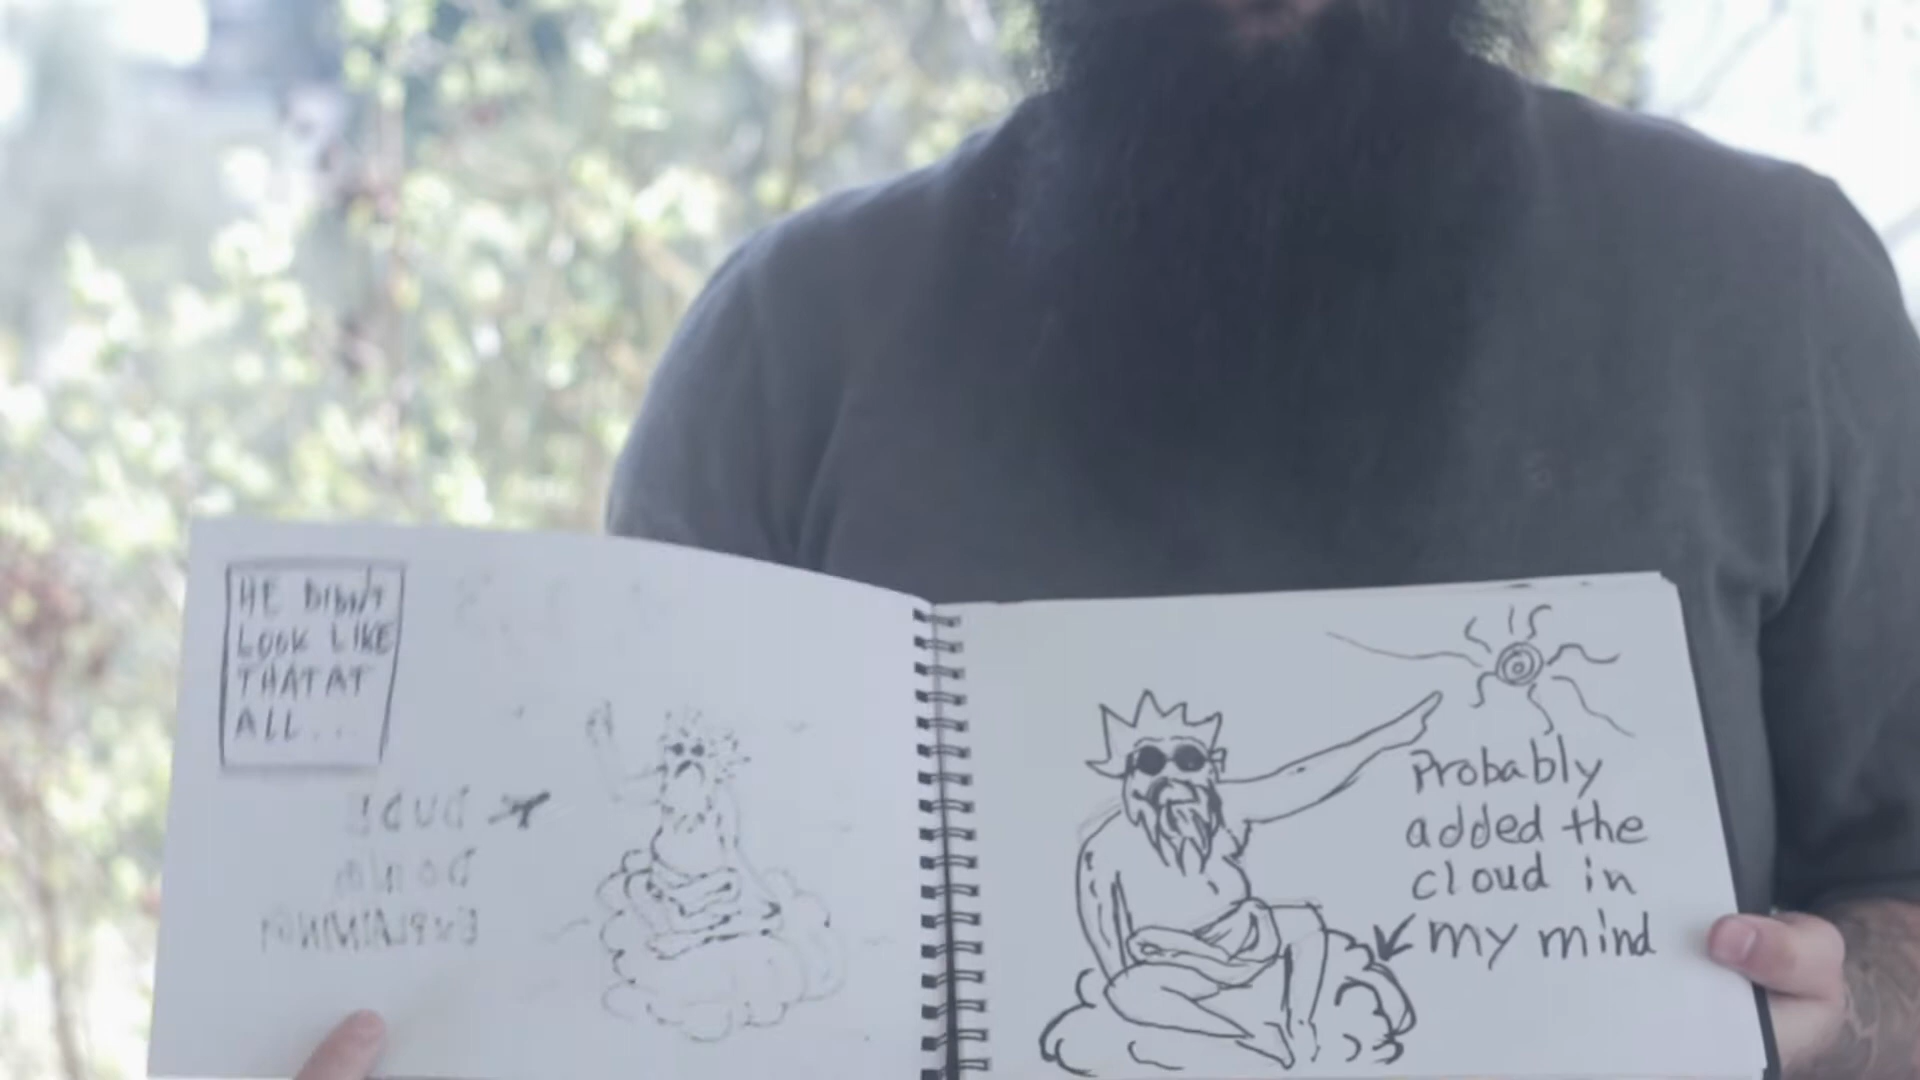 HE DIDN'T
LOOK LIKE
THAT AT
ALL...
Probably
added the
cloud in
my mind